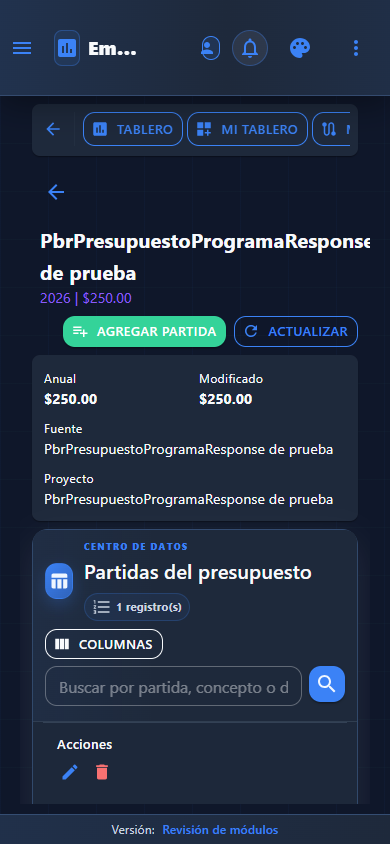 Em...
TABLERO
MI TABLERO
PbrPresupuestoProgramaResponse
de prueba
2026 | $250.00
AGREGAR PARTIDA
ACTUALIZAR
Anual
Modificado
$250.00
$250.00
Fuente
PbrPresupuestoProgramaResponse de prueba
Proyecto
PbrPresupuestoProgramaResponse de prueba
CENTRO DE DATOS
Partidas del presupuesto
1 registro(s)
COLUMNAS
Buscar por partida, concepto o d
Acciones
Versión: Revisión de módulos